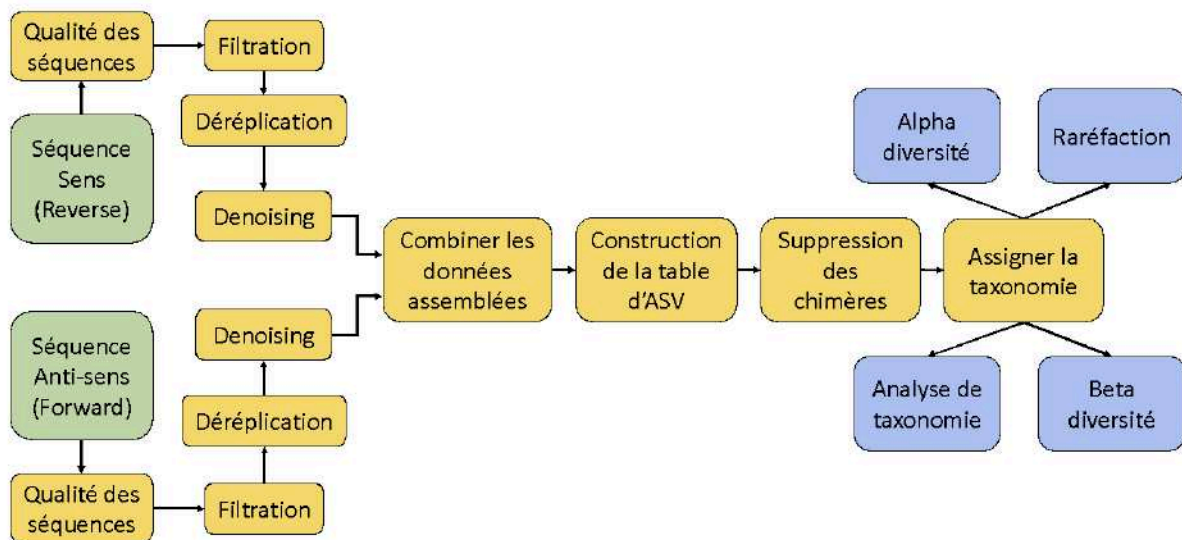 Qualité des
séquences
Filtration
Déréplication
Séquence
Sens
(Reverse)
Denoising
Séquence
Anti-sens
(Forward)
Denoising
Déréplication
Qualité des
séquences
Filtration
Combiner les
données
assemblées
Construction
de la table
d'ASV
Suppression
des
chimères
Assigner la
taxonomie
Alpha
diversité
Raréfaction
Analyse de
taxonomie
Beta
diversité